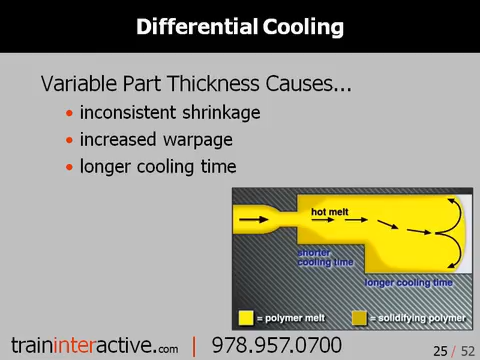 Differential Cooling
Variable Part Thickness Causes...
• inconsistent shrinkage
• increased warpage
• longer cooling time
hot melt
shorter
cooling time
longer cooling time
= polymer melt
= solidifying polymer
traininteractive.com | 978.957.0700
25 / 52